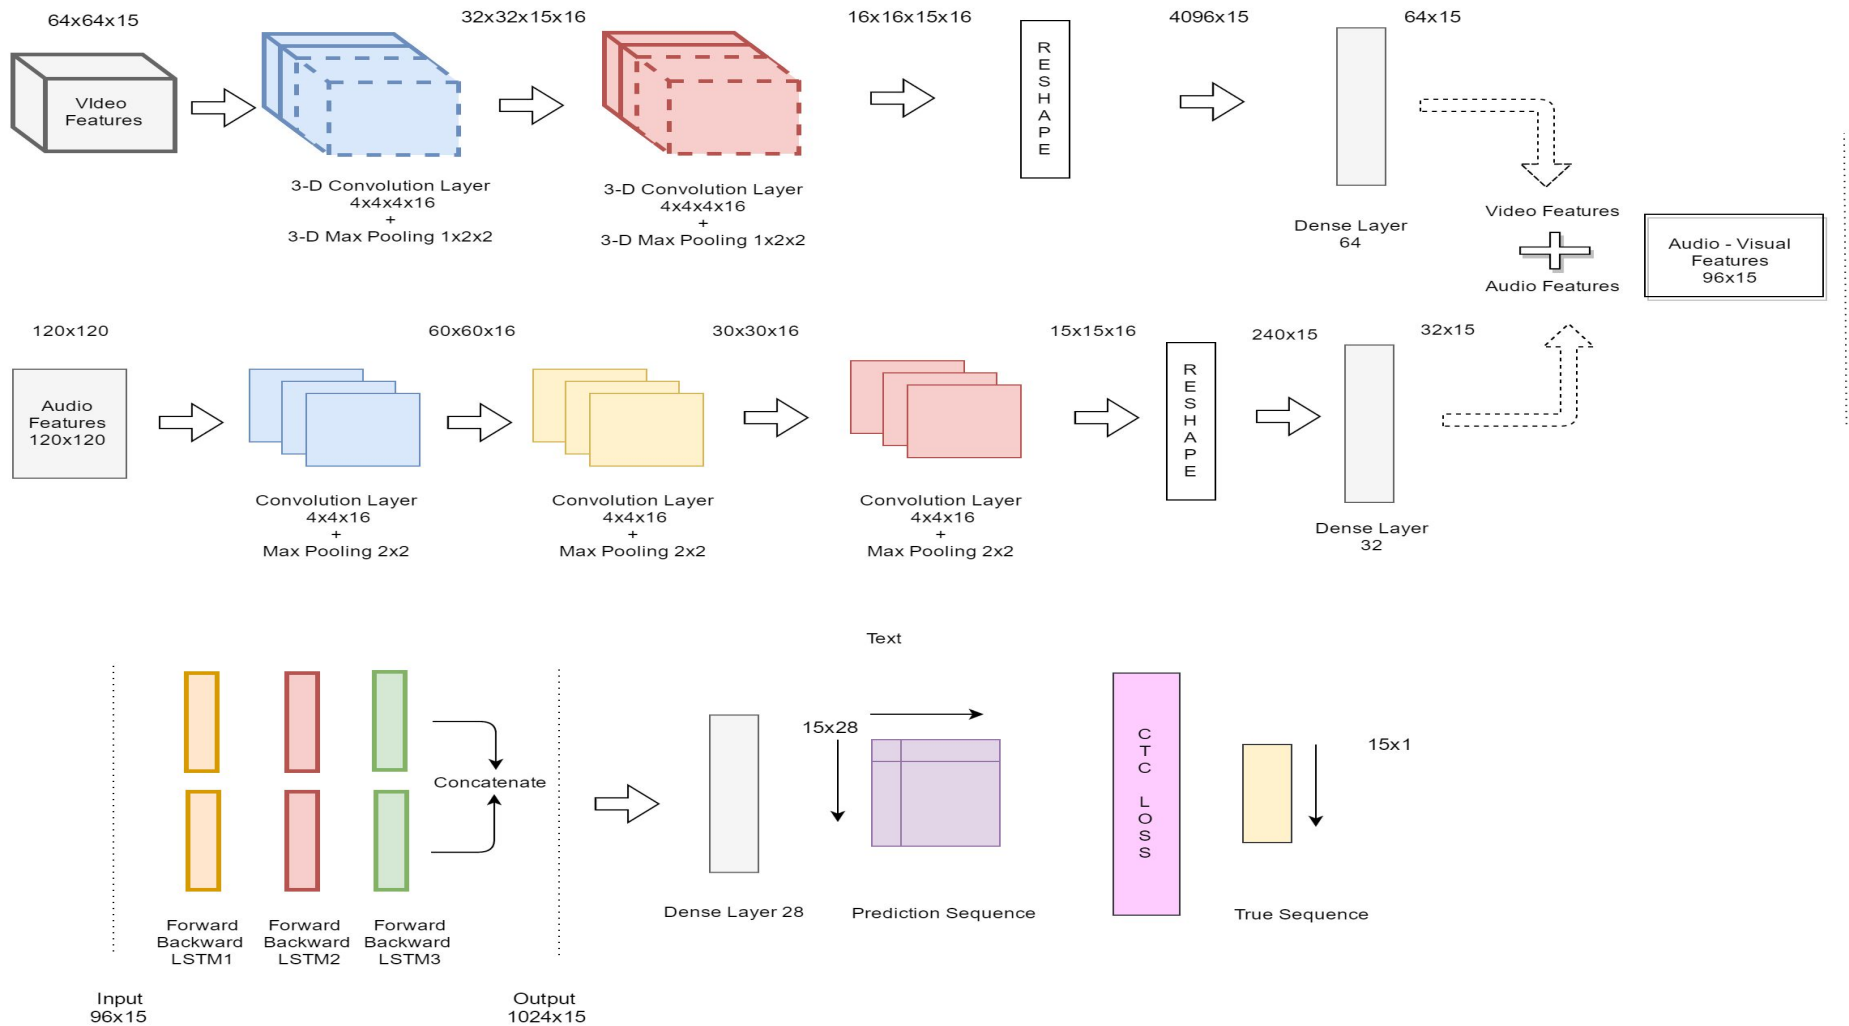 64x64x15
32x32x15x16
16x16x15x16
4096x15
64x15
VIdeo
Features
R
E
S
H
A
P
E
3-D Convolution Layer
4x4x4x16
+
3-D Max Pooling 1x2x2
3-D Convolution Layer
4x4x4x16
+
3-D Max Pooling 1x2x2
Dense Layer
64
Video Features
Audio Features
Audio - Visual
Features
96x15
120x120
60x60x16
30x30x16
15x15x16
240x15
32x15
Audio
Features
120x120
R
E
S
H
A
P
E
Convolution Layer
4x4x16
+
Max Pooling 2x2
Convolution Layer
4x4x16
+
Max Pooling 2x2
Convolution Layer
4x4x16
+
Max Pooling 2x2
Dense Layer
32
Text
15x28
C
T
C
L
O
S
S
15x1
Concatenate
Forward
Backward
LSTM1
Forward
Backward
LSTM2
Forward
Backward
LSTM3
Dense Layer 28
Prediction Sequence
True Sequence
Input
96x15
Output
1024x15